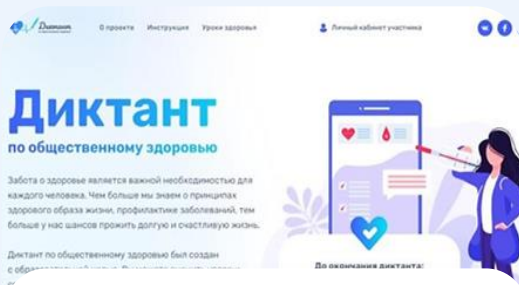 Диктант
О проекте Инструкция Уроки здоровья Личный кабинет участника
Диктант
по общественному здоровью
Забота о здоровье является важной необходимостью для
каждого человека. Чем больше мы знаем о принципах
здорового образа жизни, профилактике заболеваний, тем
больше у нас шансов прожить долгую и счастливую жизнь.
Диктант по общественному здоровью был создан
До окончания диктанта: